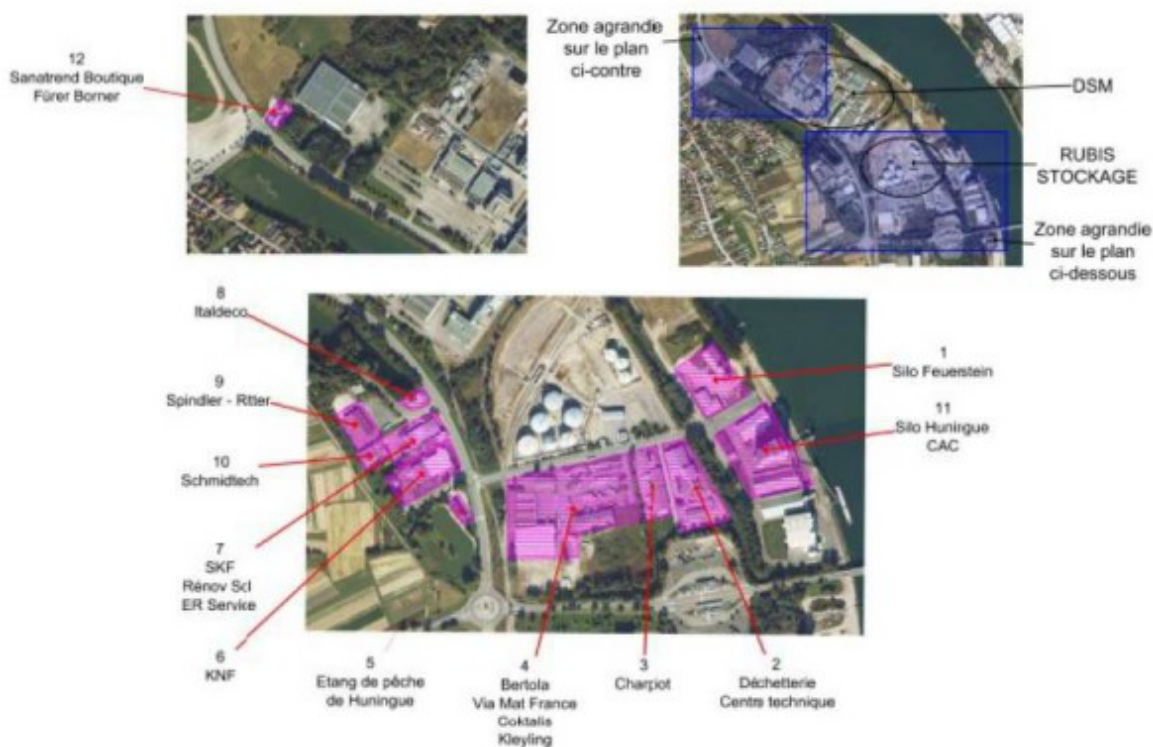 12
Sanatrend Boutique
Fürer Borner
Zone agrandie
sur le plan
ci-contre
DSM
RUBIS
STOCKAGE
Zone agrandie
sur le plan
ci-dessous
8
Italdeco
9
Spindler - Ritter
10
Schmidtech
7
SKF
Rénov Sol
ER Service
6
KNF
5
Etang de pêche
de Huningue
4
Bertola
Via Mat France
Coktails
Kleyling
3
Charpiot
2
Déchetterie
Centre technique
1
Silo Feuerstein
11
Silo Huningue
CAC